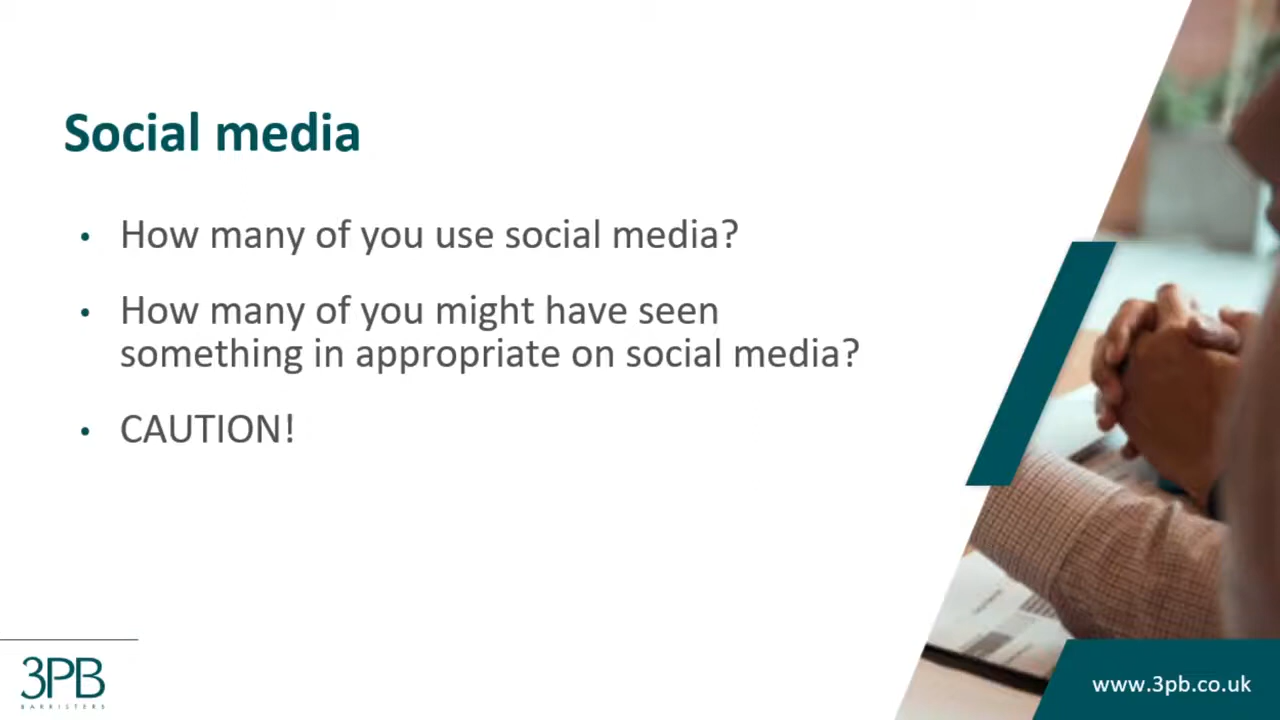 Social media
• How many of you use social media?
• How many of you might have seen
something in appropriate on social media?
• CAUTION!
3PB
BARRISTERS
www.3pb.co.uk